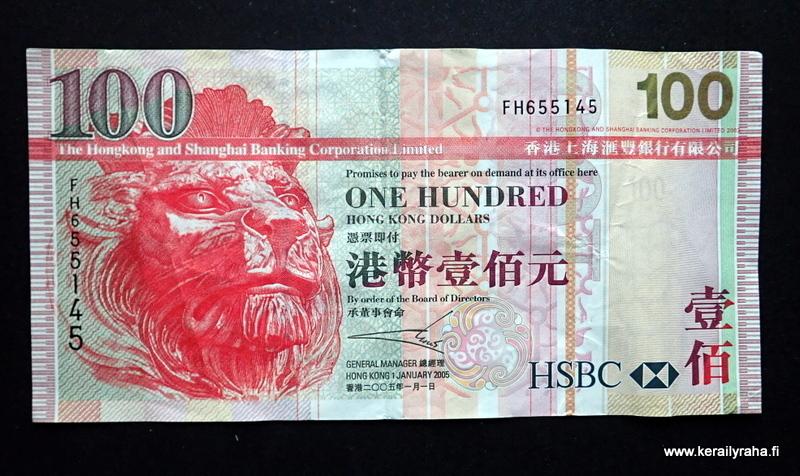 100
FH655145
100
© THE HONGKONG AND SHANGHAI BANKING CORPORATION LIMITED
The Hongkong and Shanghai Banking Corporation Limited
香港上海滙豐銀行有限公司
Promises to pay the bearer on demand at its office here
ONE HUNDRED
HONG KONG DOLLARS
憑票即付
港幣壹佰元
By order of the Board of Directors
承董事會命
GENERAL MANAGER 總經理
HONG KONG 1 JANUARY 2005
香港二〇〇五年一月一日
FH655145
壹佰
HSBC
www.kerailyraha.fi